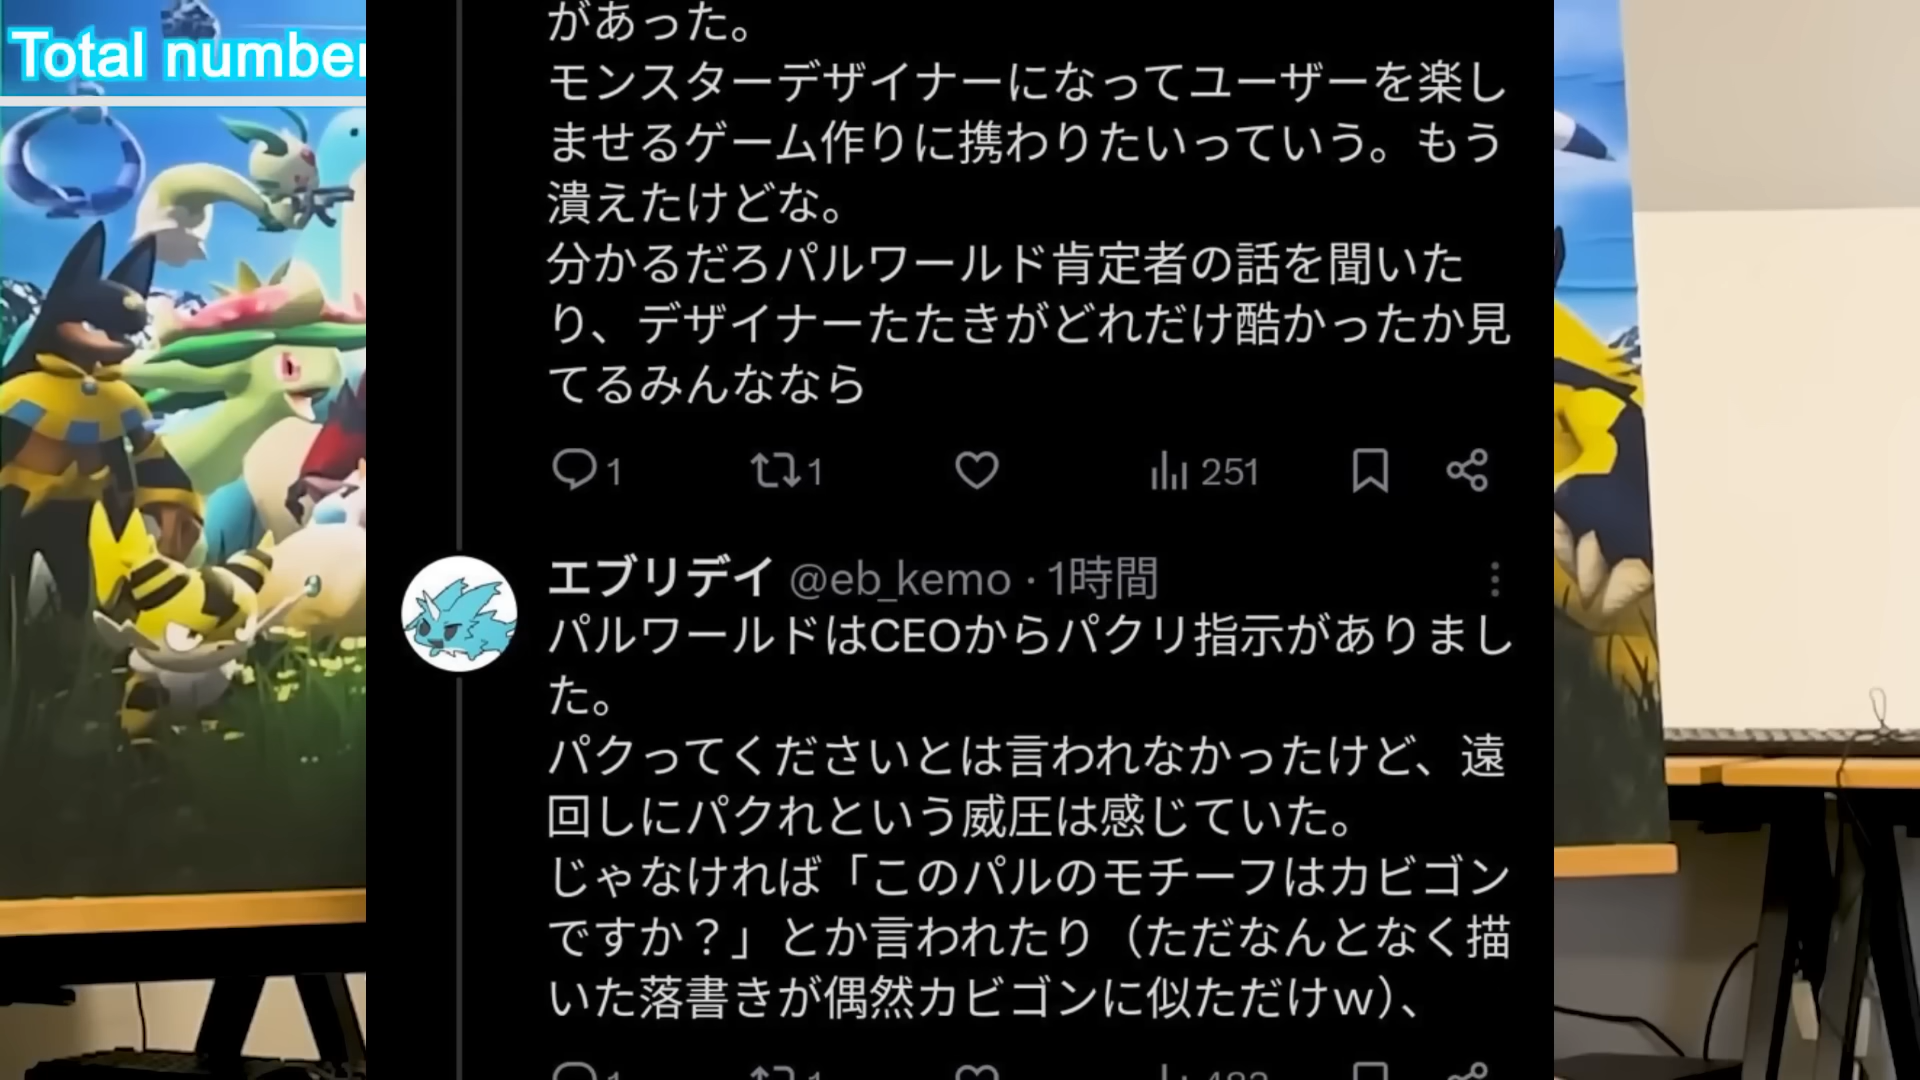 Total number
があった。
モンスターデザイナーになってユーザーを楽し
ませるゲーム作りに携わりたいっていう。もう
潰えたけどな。
分かるだろパルワールド肯定者の話を聞いた
り、デザイナーたたきがどれだけ酷かったか見
てるみんななら
1 1 251
エブリデイ @eb_kemo · 1時間
パルワールドはCEOからパクリ指示がありまし
た。
パクってくださいとは言われなかったけど、遠
回しにパクれという威圧は感じていた。
じゃなければ「このパルのモチーフはカビゴン
ですか？」とか言われたり（ただなんとなく描
いた落書きが偶然カビゴンに似ただけw）、